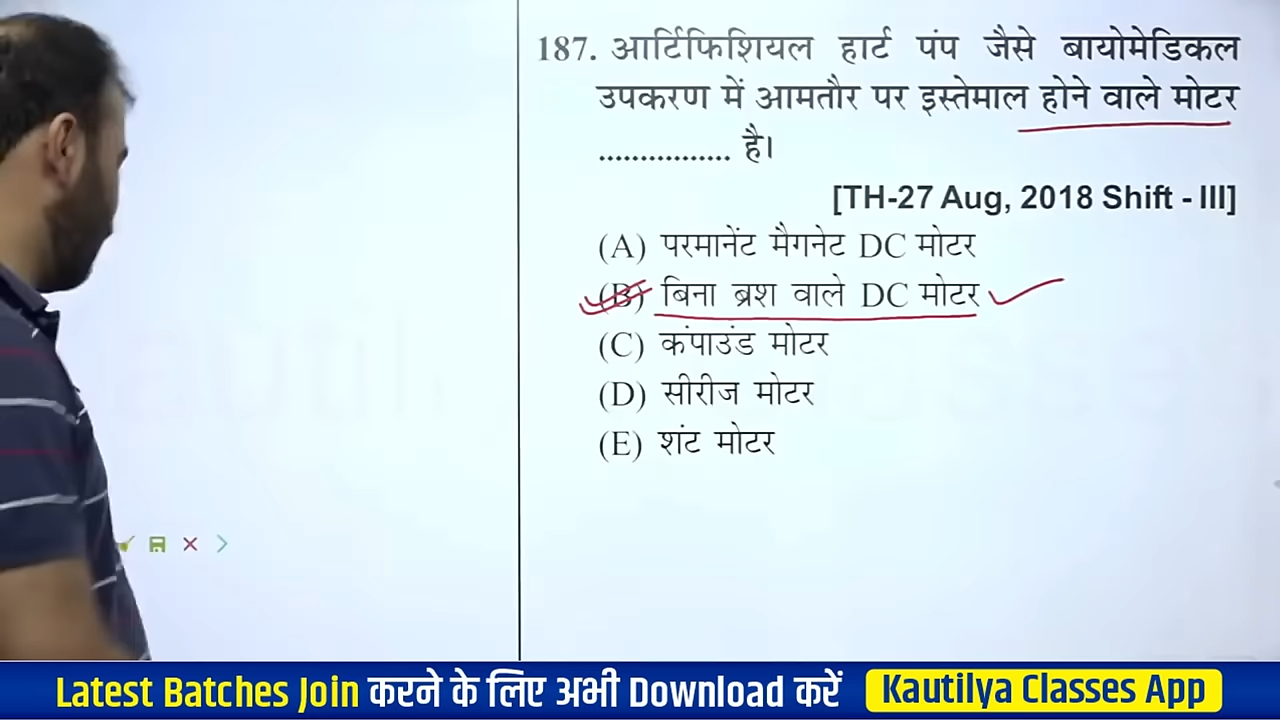 187. आर्टिफिशियल हार्ट पंप जैसे बायोमेडिकल
उपकरण में आमतौर पर इस्तेमाल होने वाले मोटर
................ है।
[TH-27 Aug, 2018 Shift - III]
(A) परमानेंट मैगनेट DC मोटर
(B) बिना ब्रश वाले DC मोटर
(C) कंपाउंड मोटर
(D) सीरीज मोटर
(E) शंट मोटर
Latest Batches Join करने के लिए अभी Download करें Kautilya Classes App